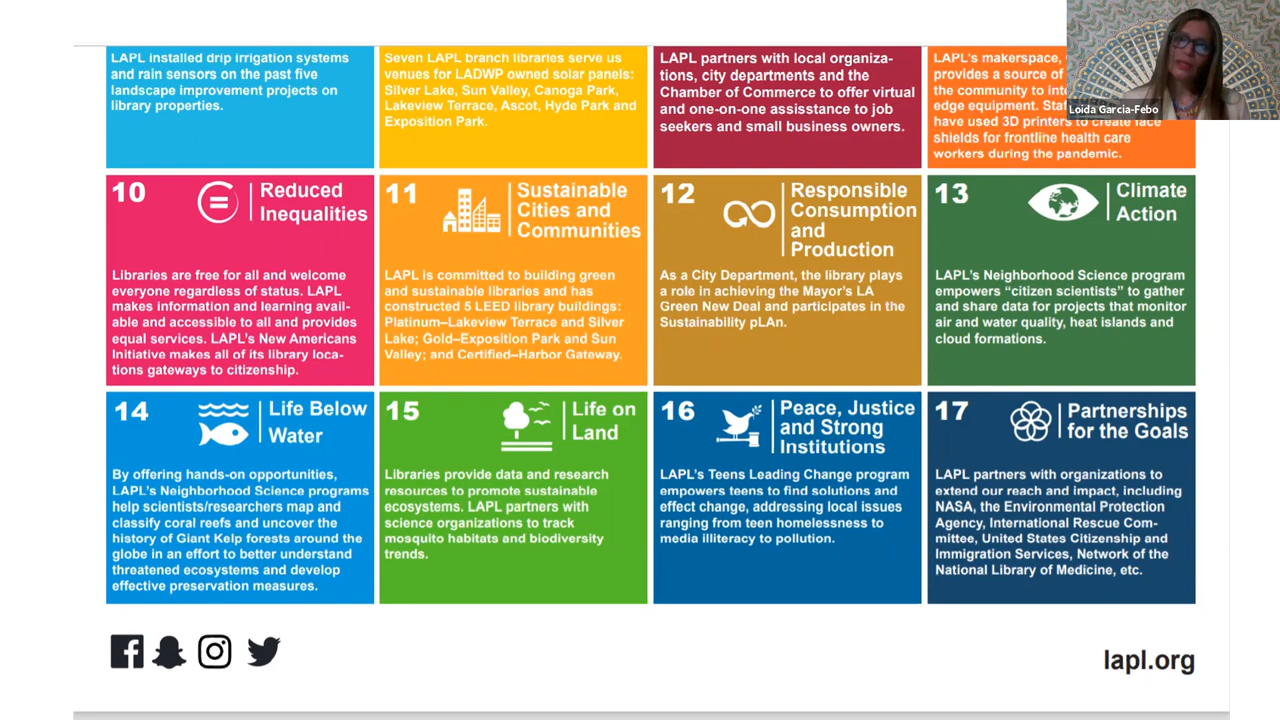 LAPL installed drip irrigation systems
and rain sensors on the past five
landscape improvement projects on
library properties.
Seven LAPL branch libraries serve us
venues for LADWP owned solar panels:
Silver Lake, Sun Valley, Canoga Park,
Lakeview Terrace, Ascot, Hyde Park and
Exposition Park.
LAPL partners with local organiza-
tions, city departments and the
Chamber of Commerce to offer virtual
and one-on-one assisstance to job
seekers and small business owners.
LAPL's makerspace,
provides a source of
the community to
edge equipment.
have used 3D printers to create face
shields for frontline health care
workers during the pandemic.
Loida Garcia-Febo
10 Reduced
Inequalities
Libraries are free for all and welcome
everyone regardless of status. LAPL
makes information and learning avail-
able and accessible to all and provides
equal services. LAPL's New Americans
Initiative makes all of its library loca-
tions gateways to citizenship.
11 Sustainable
Cities and
Communities
LAPL is committed to building green
and sustainable libraries and has
constructed 5 LEED library buildings:
Platinum–Lakeview Terrace and Silver
Lake; Gold–Exposition Park and Sun
Valley; and Certified–Harbor Gateway.
12 Responsible
Consumption
and
Production
As a City Department, the library plays
a role in achieving the Mayor's LA
Green New Deal and participates in the
Sustainability pLAn.
13 Climate
Action
LAPL's Neighborhood Science program
empowers “citizen scientists” to gather
and share data for projects that monitor
air and water quality, heat islands and
cloud formations.
14 Life Below
Water
By offering hands-on opportunities,
LAPL's Neighborhood Science programs
help scientists/researchers map and
classify coral reefs and uncover the
history of Giant Kelp forests around the
globe in an effort to better understand
threatened ecosystems and develop
effective preservation measures.
15 Life on
Land
Libraries provide data and research
resources to promote sustainable
ecosystems. LAPL partners with
science organizations to track
mosquito habitats and biodiversity
trends.
16 Peace, Justice
and Strong
Institutions
LAPL's Teens Leading Change program
empowers teens to find solutions and
effect change, addressing local issues
ranging from teen homelessness to
media illiteracy to pollution.
17 Partnerships
for the Goals
LAPL partners with organizations to
extend our reach and impact, including
NASA, the Environmental Protection
Agency, International Rescue Com-
mittee, United States Citizenship and
Immigration Services, Network of the
National Library of Medicine, etc.
lapl.org